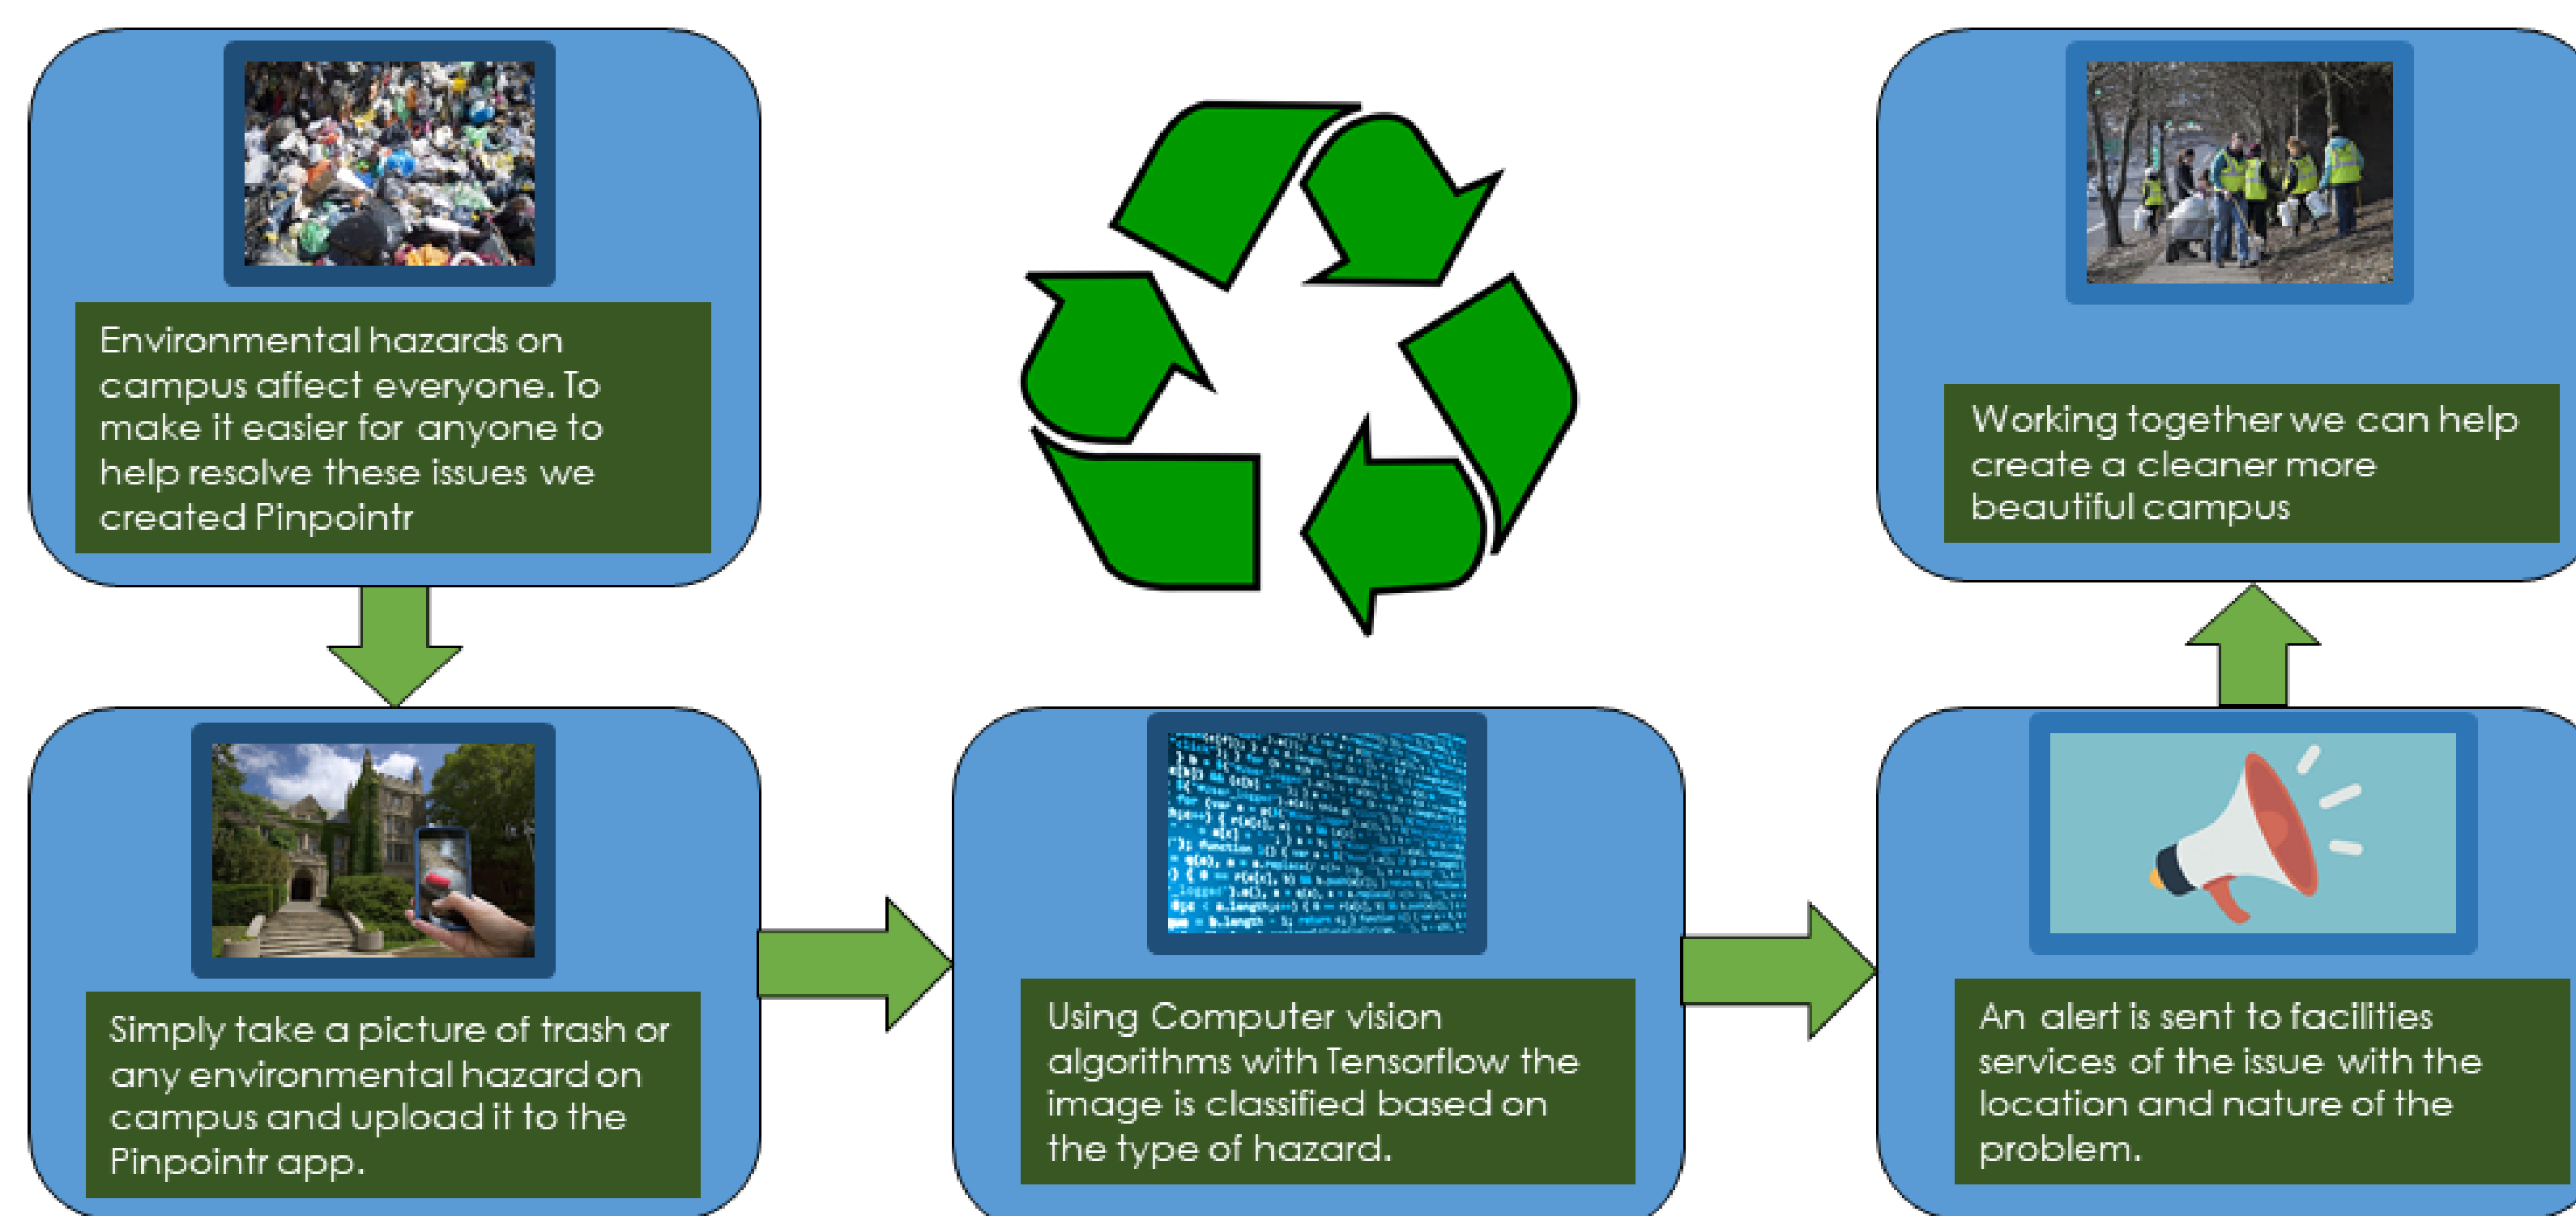 Environmental hazards on
campus affect everyone. To
make it easier for anyone to
help resolve these issues we
created Pinpointr
Simply take a picture of trash or
any environmental hazard on
campus and upload it to the
Pinpointr app.
Using Computer vision
algorithms with Tensorflow the
image is classified based on
the type of hazard.
An alert is sent to facilities
services of the issue with the
location and nature of the
problem.
Working together we can help
create a cleaner more
beautiful campus